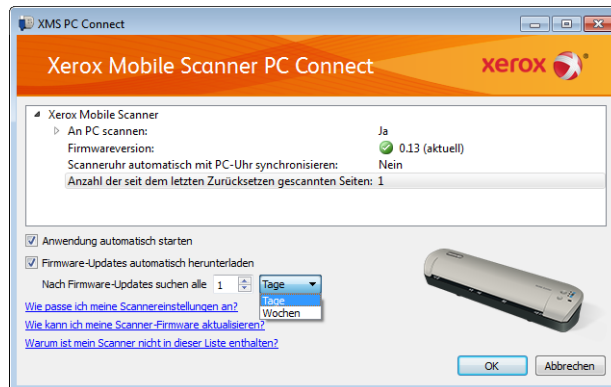 XMS PC Connect
Xerox Mobile Scanner PC Connect
xerox
Xerox Mobile Scanner
An PC scannen: Ja
Firmwareversion: 0.13 (aktuell)
Scanneruhr automatisch mit PC-Uhr synchronisieren: Nein
Anzahl der seit dem letzten Zurücksetzen gescannten Seiten: 1
Anwendung automatisch starten
Firmware-Updates automatisch herunterladen
Nach Firmware-Updates suchen alle 1 Tage
Tage
Wochen
Wie passe ich meine Scannereinstellungen an?
Wie kann ich meine Scanner-Firmware aktualisieren?
Warum ist mein Scanner nicht in dieser Liste enthalten?
OK Abbrechen